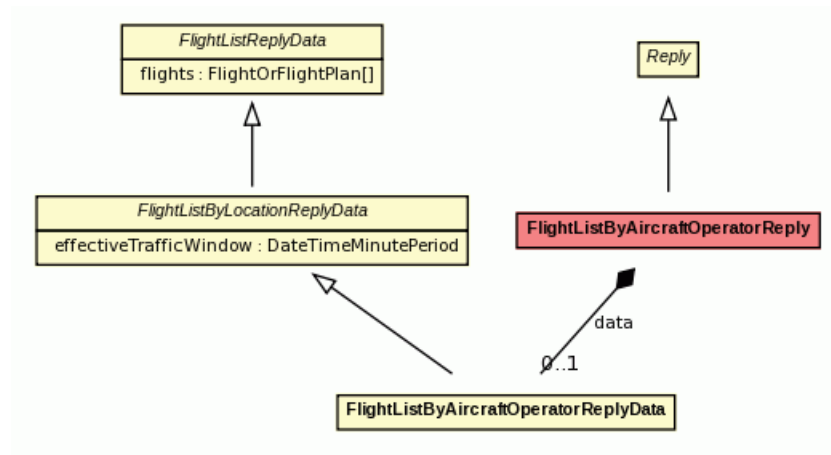 FlightListReplyData
flights : FlightOrFlightPlan[]
Reply
FlightListByLocationReplyData
effectiveTrafficWindow : DateTimeMinutePeriod
FlightListByAircraftOperatorReply
data
0..1
FlightListByAircraftOperatorReplyData